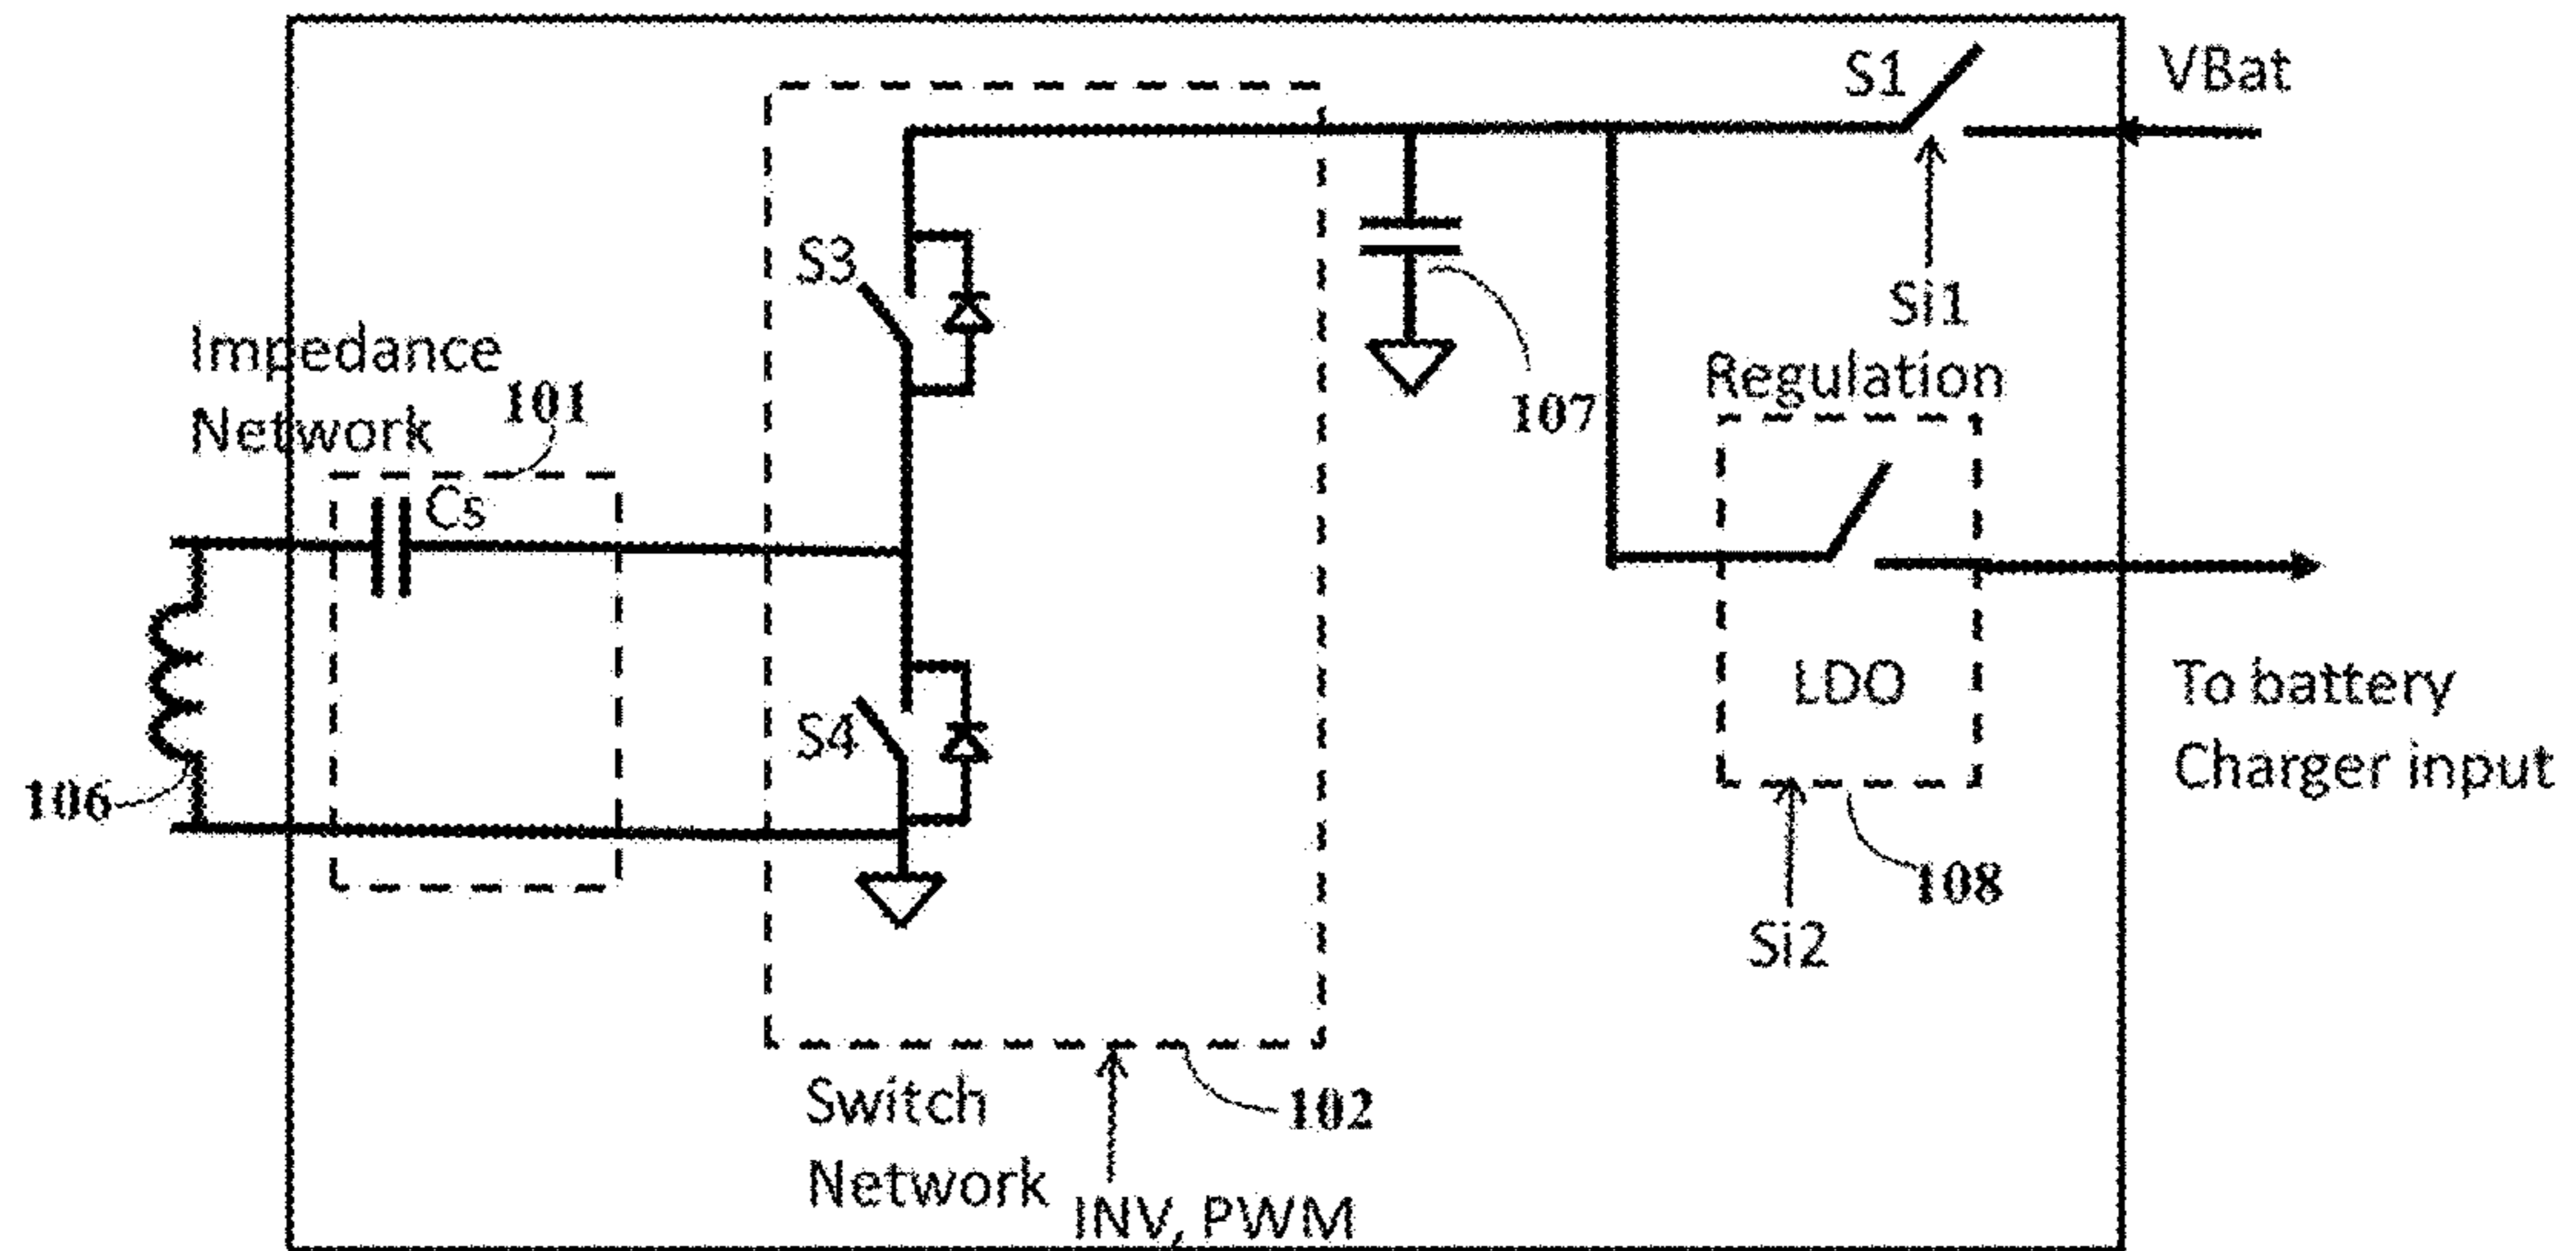 S1
VBat
S3
Si1
Impedance
Network
101
Regulation
107
Cs
S4
LDO
To battery
Charger input
106
108
Si2
Switch
Network
102
INV, PWM